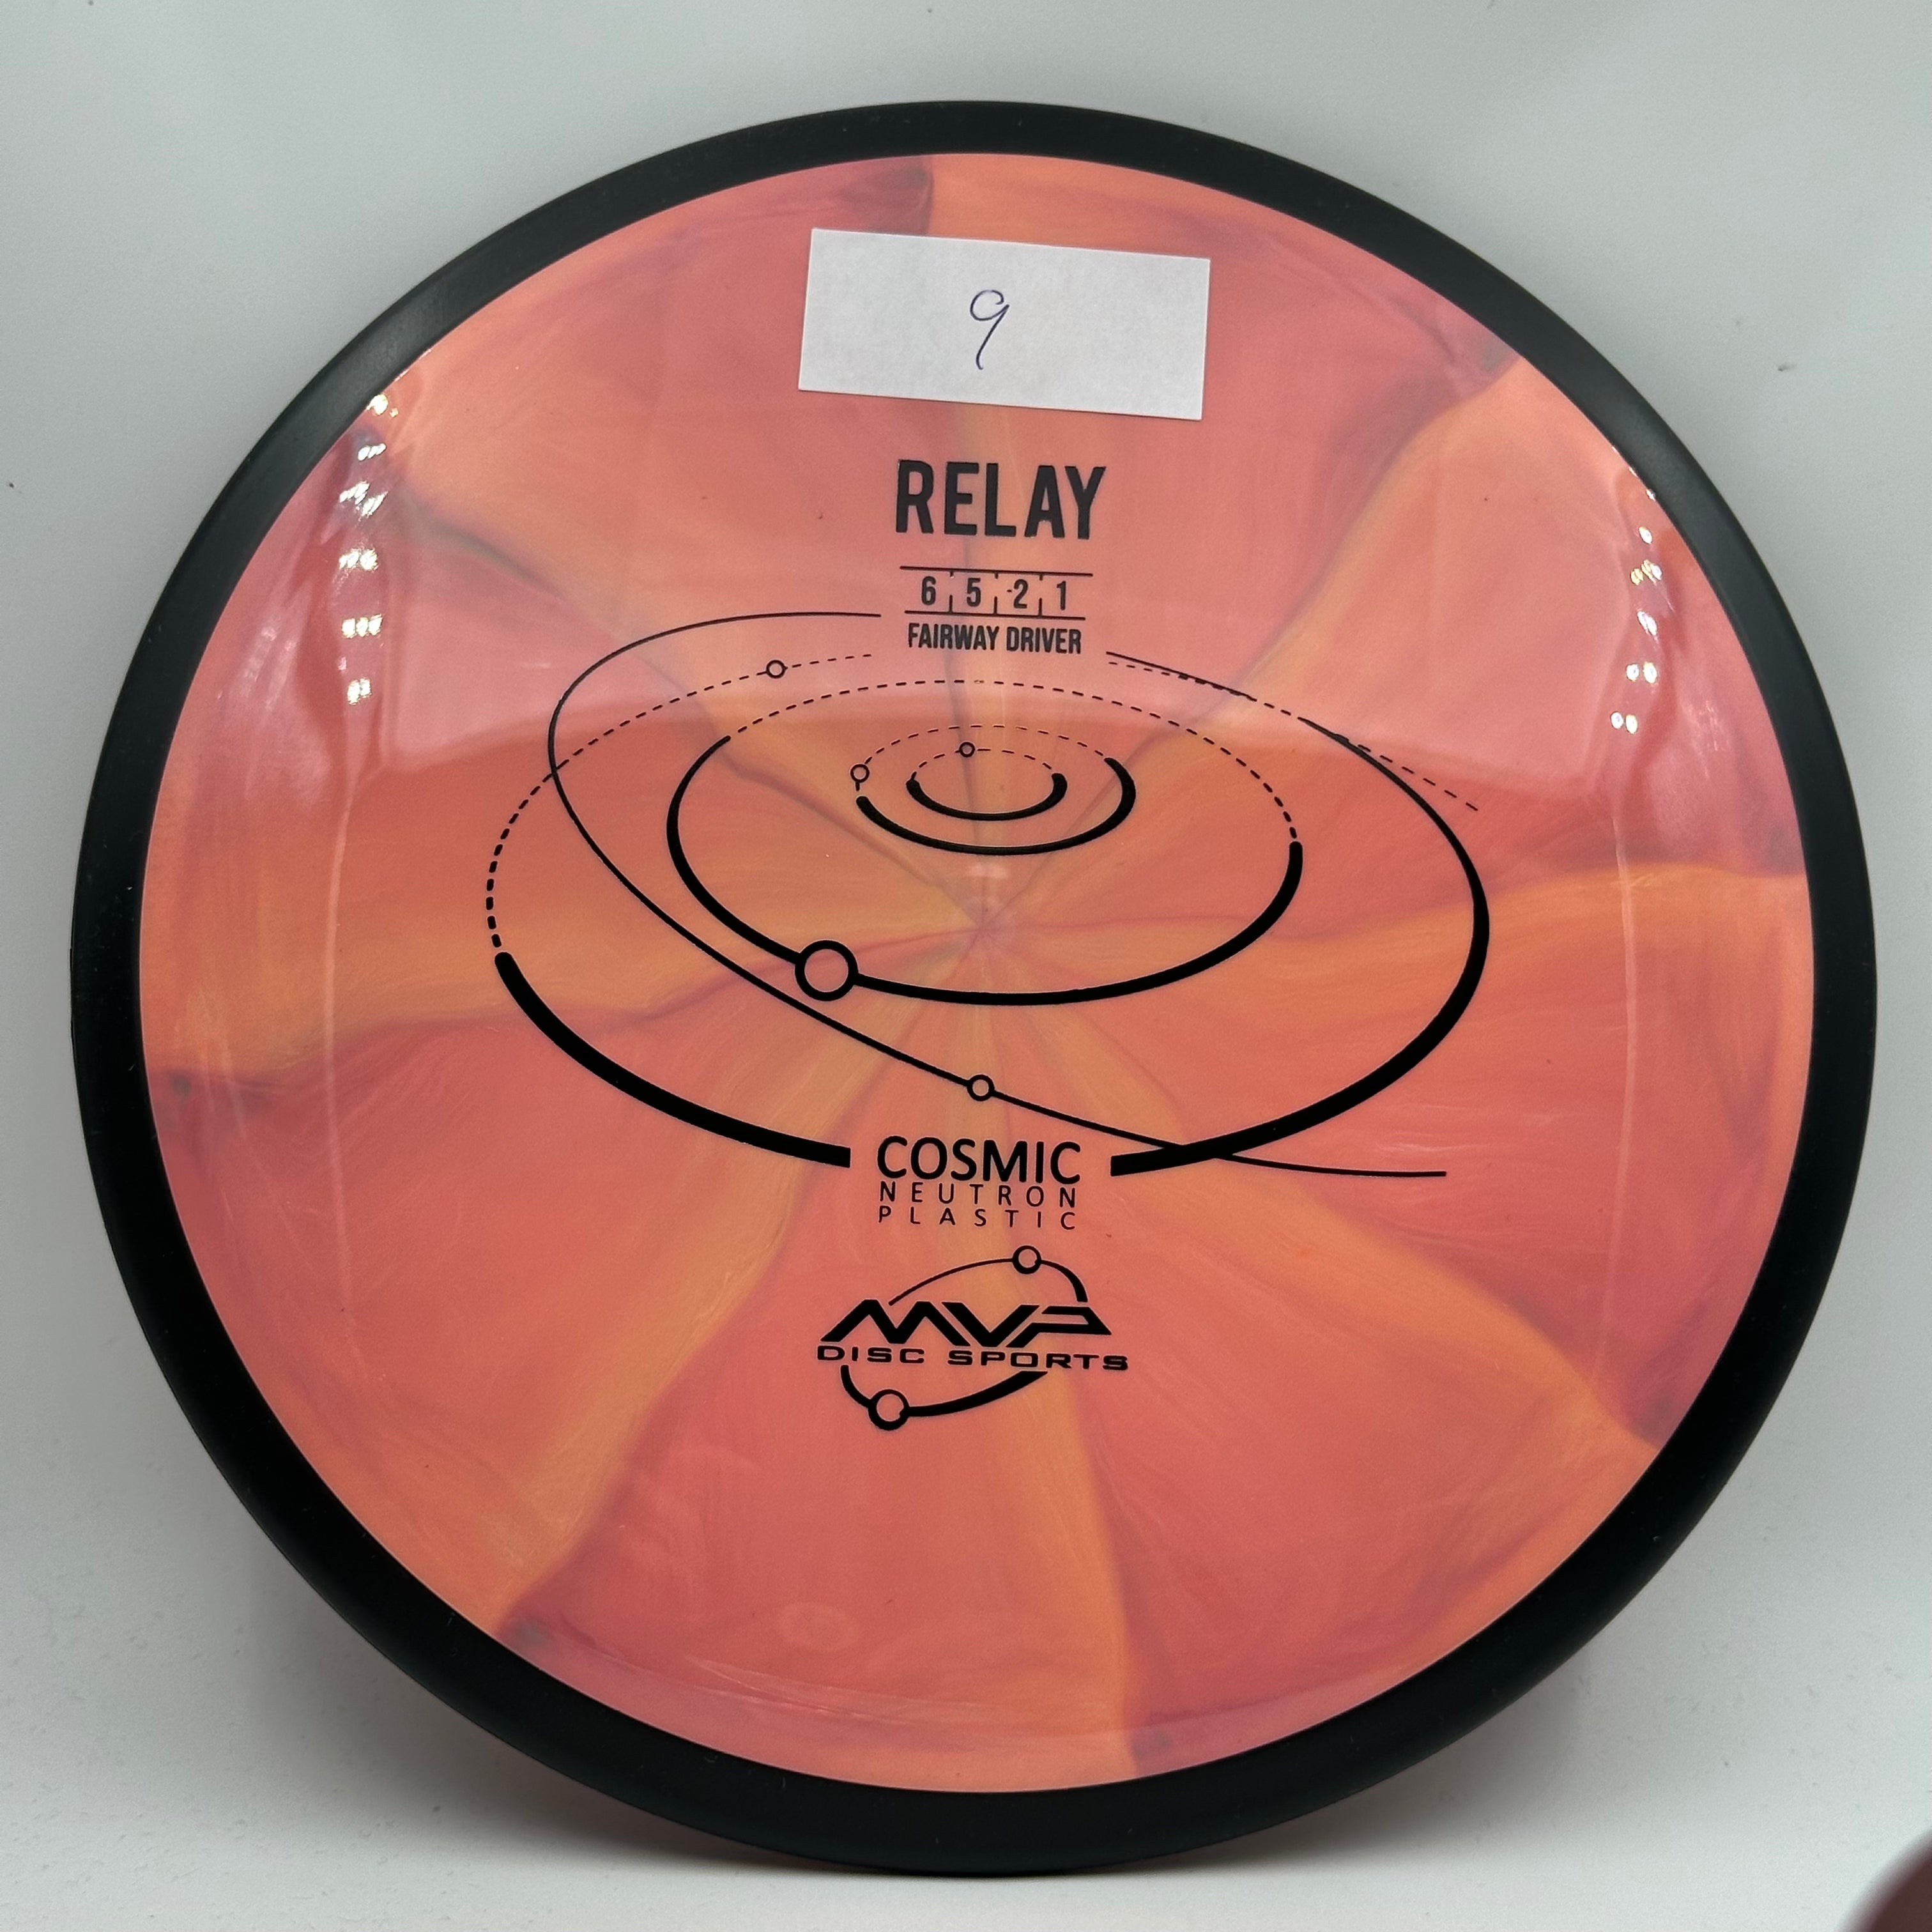 9
RELAY
6 5 -2 1
FAIRWAY DRIVER
COSMIC
NEUTRON
PLASTIC
MVP
DISC SPORTS